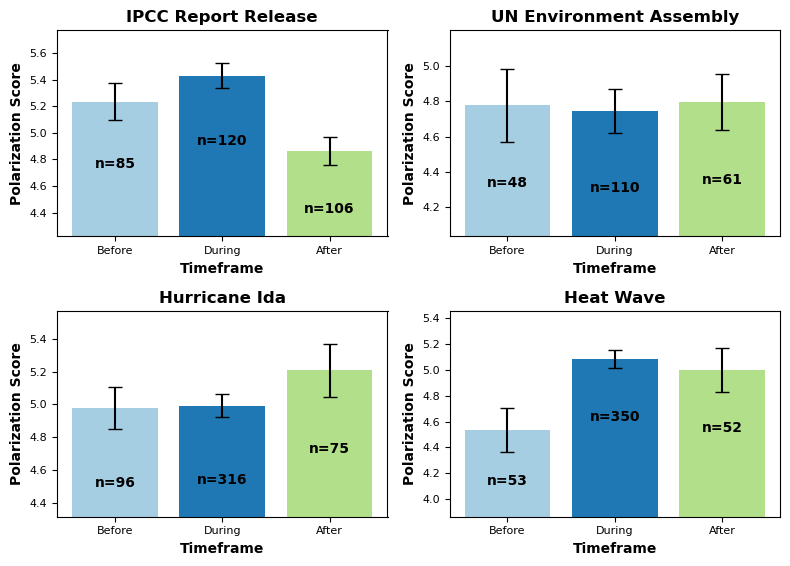 IPCC Report Release
Polarization Score
5.6
5.4
5.2
5.0
4.8
4.6
4.4
n=85
n=120
n=106
Before During After
Timeframe
UN Environment Assembly
Polarization Score
5.0
4.8
4.6
4.4
4.2
n=48
n=110
n=61
Before During After
Timeframe
Hurricane Ida
Polarization Score
5.4
5.2
5.0
4.8
4.6
4.4
n=96
n=316
n=75
Before During After
Timeframe
Heat Wave
Polarization Score
5.4
5.2
5.0
4.8
4.6
4.4
4.2
4.0
n=53
n=350
n=52
Before During After
Timeframe